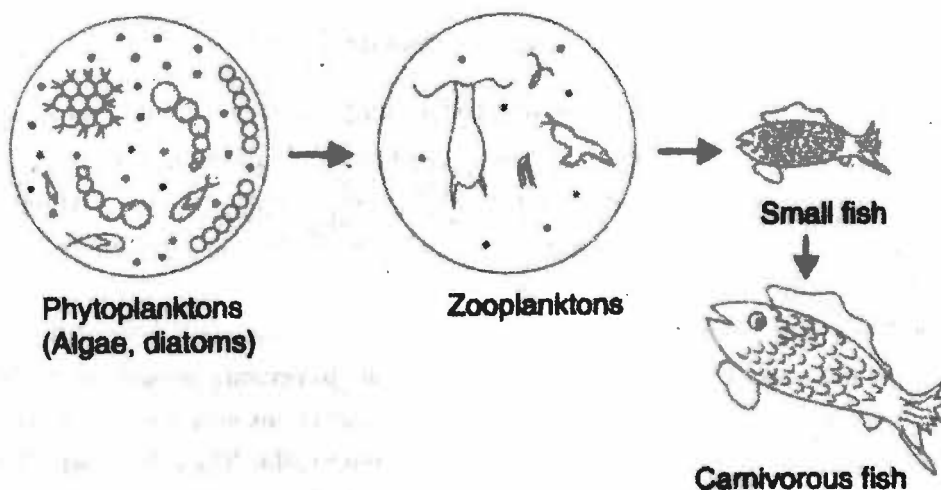 Small fish
Phytoplanktons
(Algae, diatoms)
Zooplanktons
Carnivorous fish